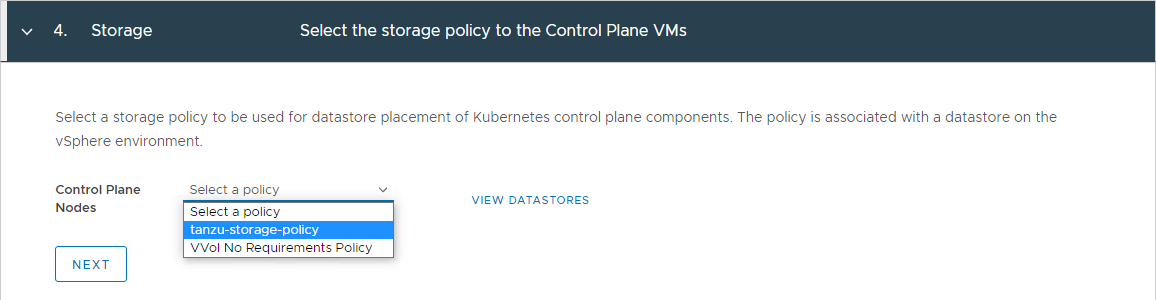 4. Storage Select the storage policy to the Control Plane VMs
Select a storage policy to be used for datastore placement of Kubernetes control plane components. The policy is associated with a datastore on the
vSphere environment.
Control Plane Select a policy
Nodes VIEW DATASTORES
Select a policy
tanzu-storage-policy
VVol No Requirements Policy
NEXT